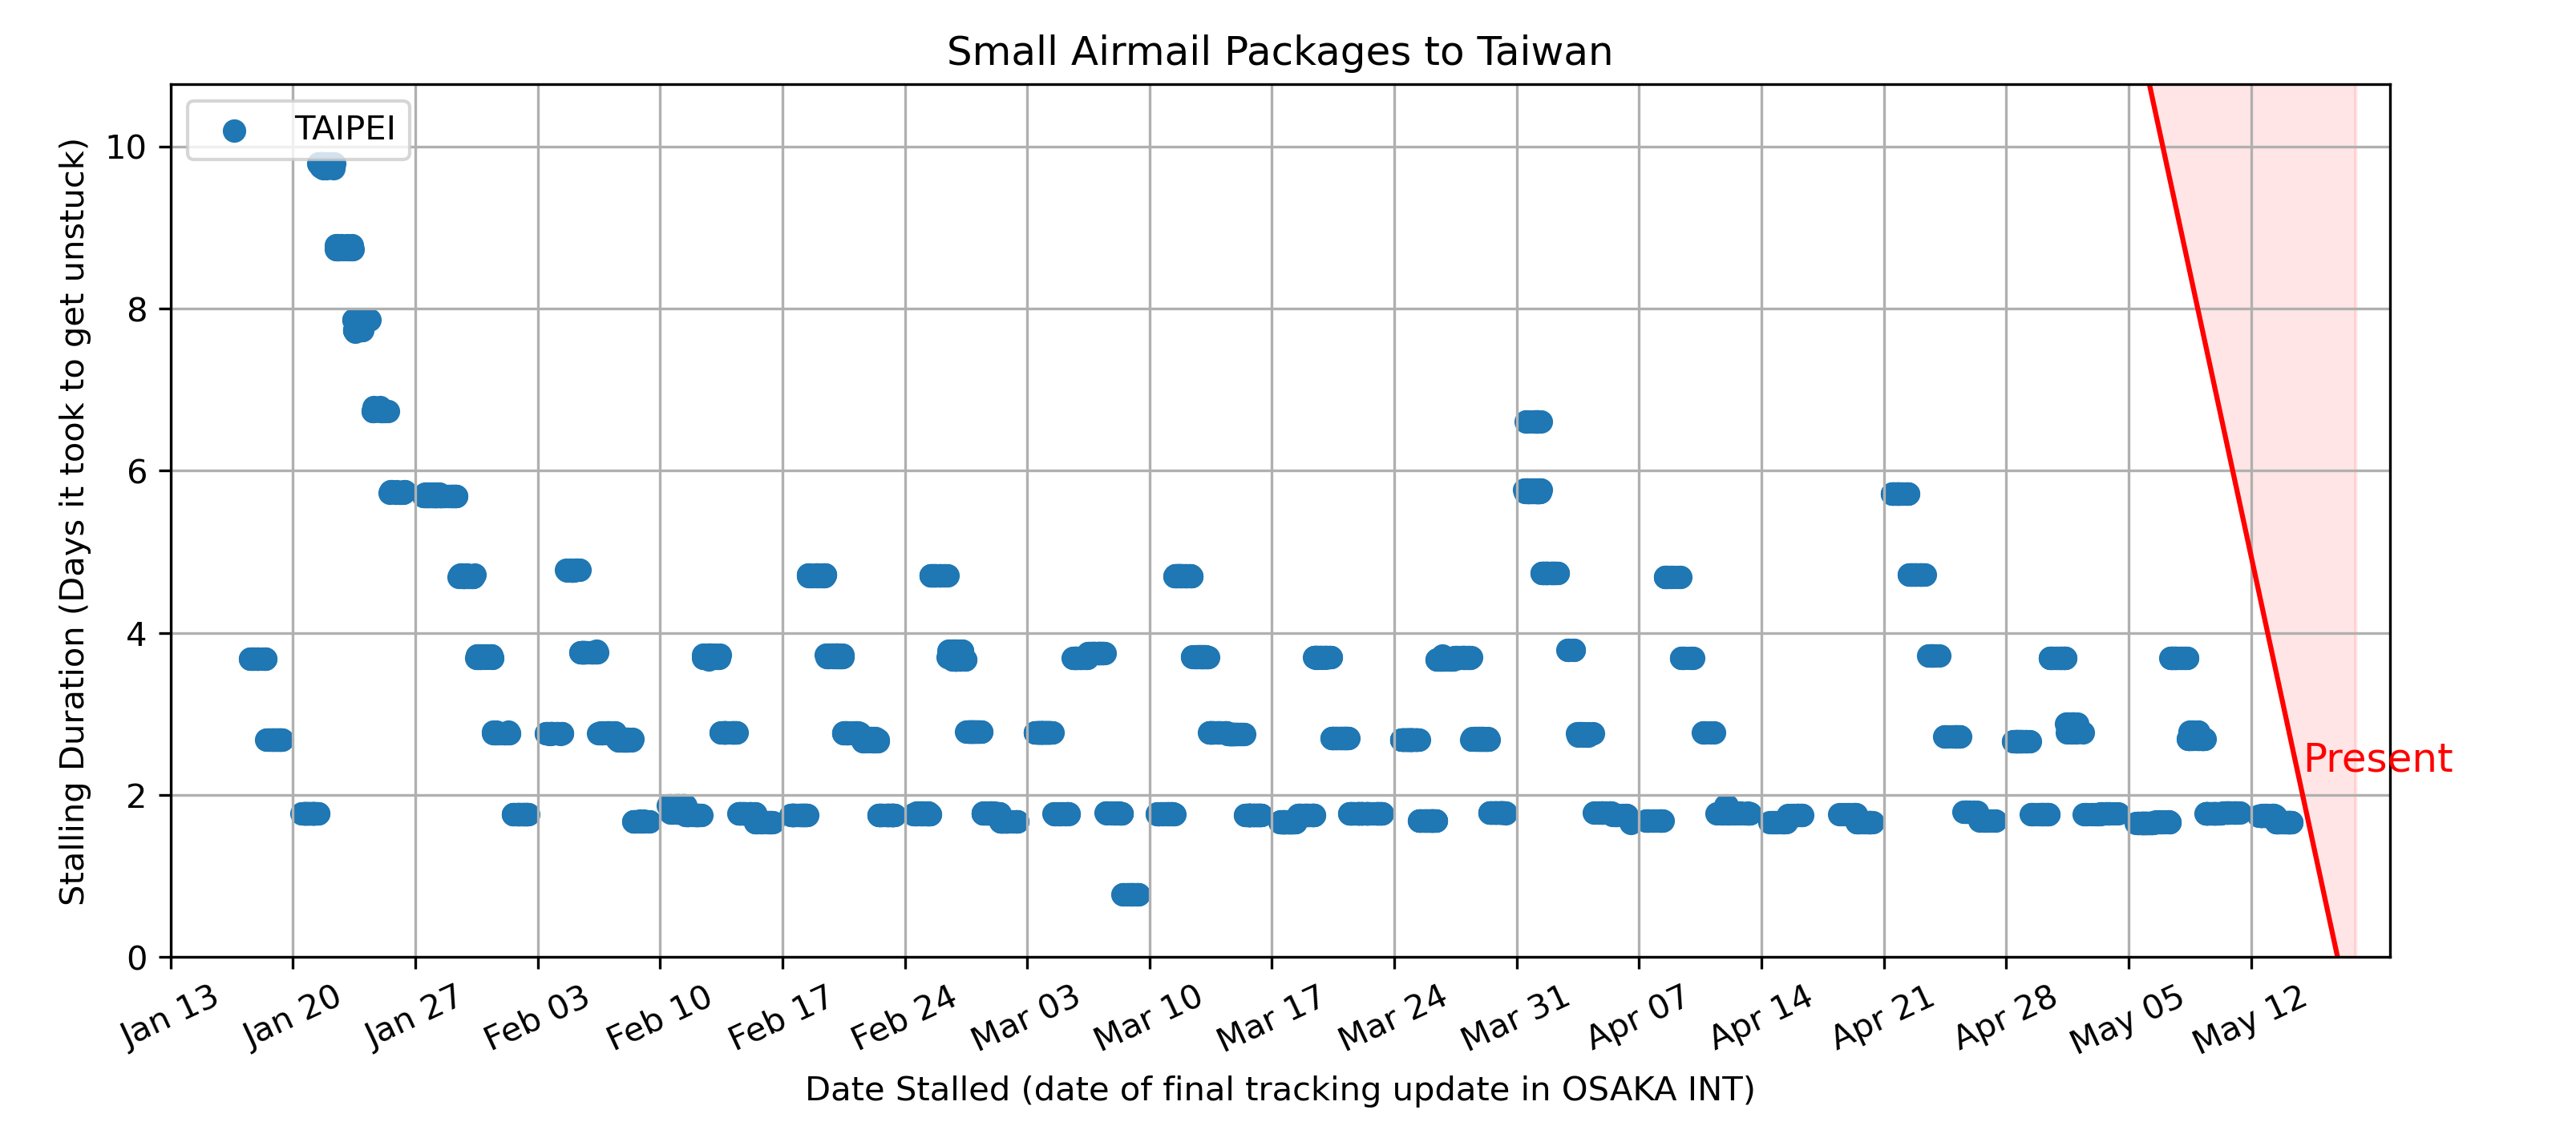 Small Airmail Packages to Taiwan
TAIPEI
Stalling Duration (Days it took to get unstuck)
10
8
6
4
2
0
Present
Jan 13
Jan 20
Jan 27
Feb 03
Feb 10
Feb 17
Feb 24
Mar 03
Mar 10
Mar 17
Mar 24
Mar 31
Apr 07
Apr 14
Apr 21
Apr 28
May 05
May 12
Date Stalled (date of final tracking update in OSAKA INT)